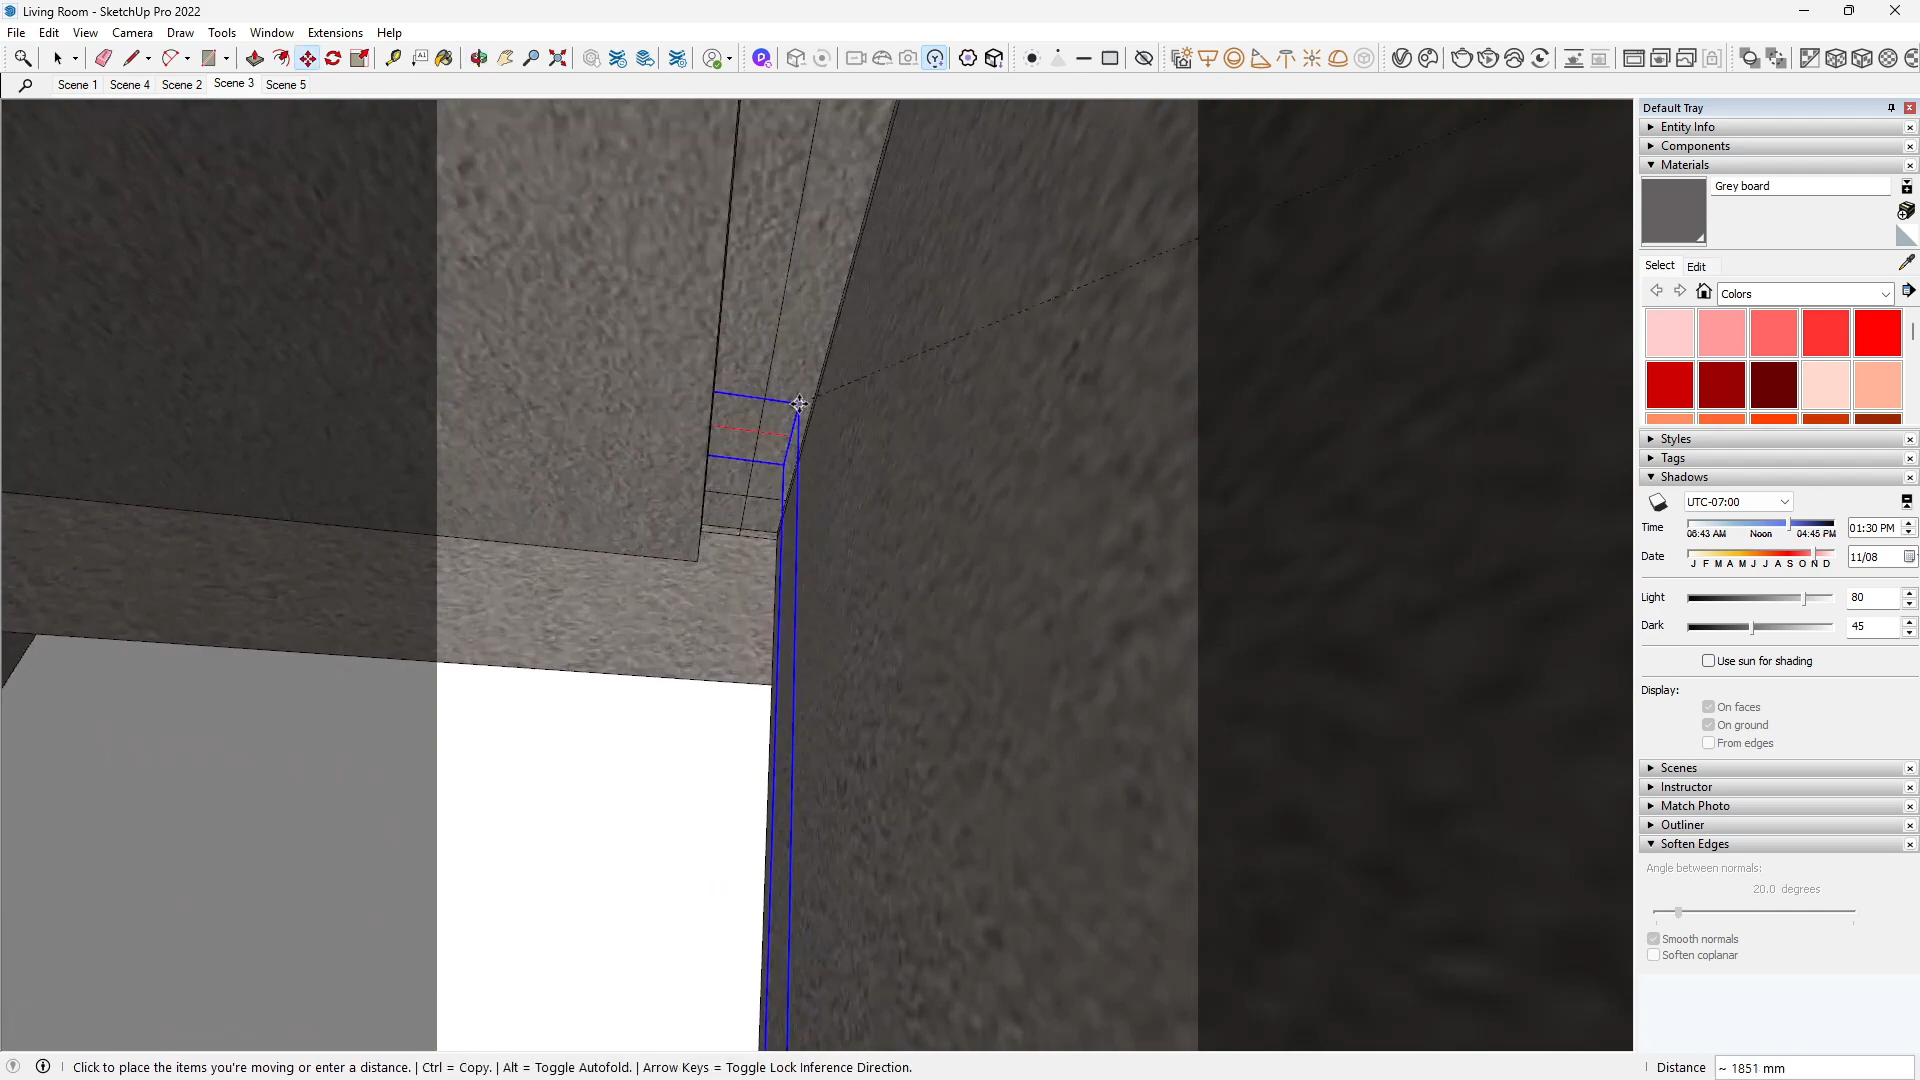 Living Room - SketchUp Pro 2022
File Edit View Camera Draw Tools Window Extensions Help
Scene 1 Scene 4 Scene 2 Scene 3 Scene 5
Default Tray
Entity Info
Components
Materials
Grey board
Select Edit
Colors
Styles
Tags
Shadows
UTC-07:00
Time 06:43 AM Noon 04:45 PM 01:30 PM
Date J F M A M J J A S O N D 11/08
Light 80
Dark 45
Use sun for shading
Display:
On faces
On ground
From edges
Scenes
Instructor
Match Photo
Outliner
Soften Edges
Angle between normals:
20.0 degrees
Smooth normals
Soften coplanar
Click to place the items you're moving or enter a distance. | Ctrl = Copy. | Alt = Toggle Autofold. | Arrow Keys = Toggle Lock Inference Direction.
Distance ~ 1851 mm